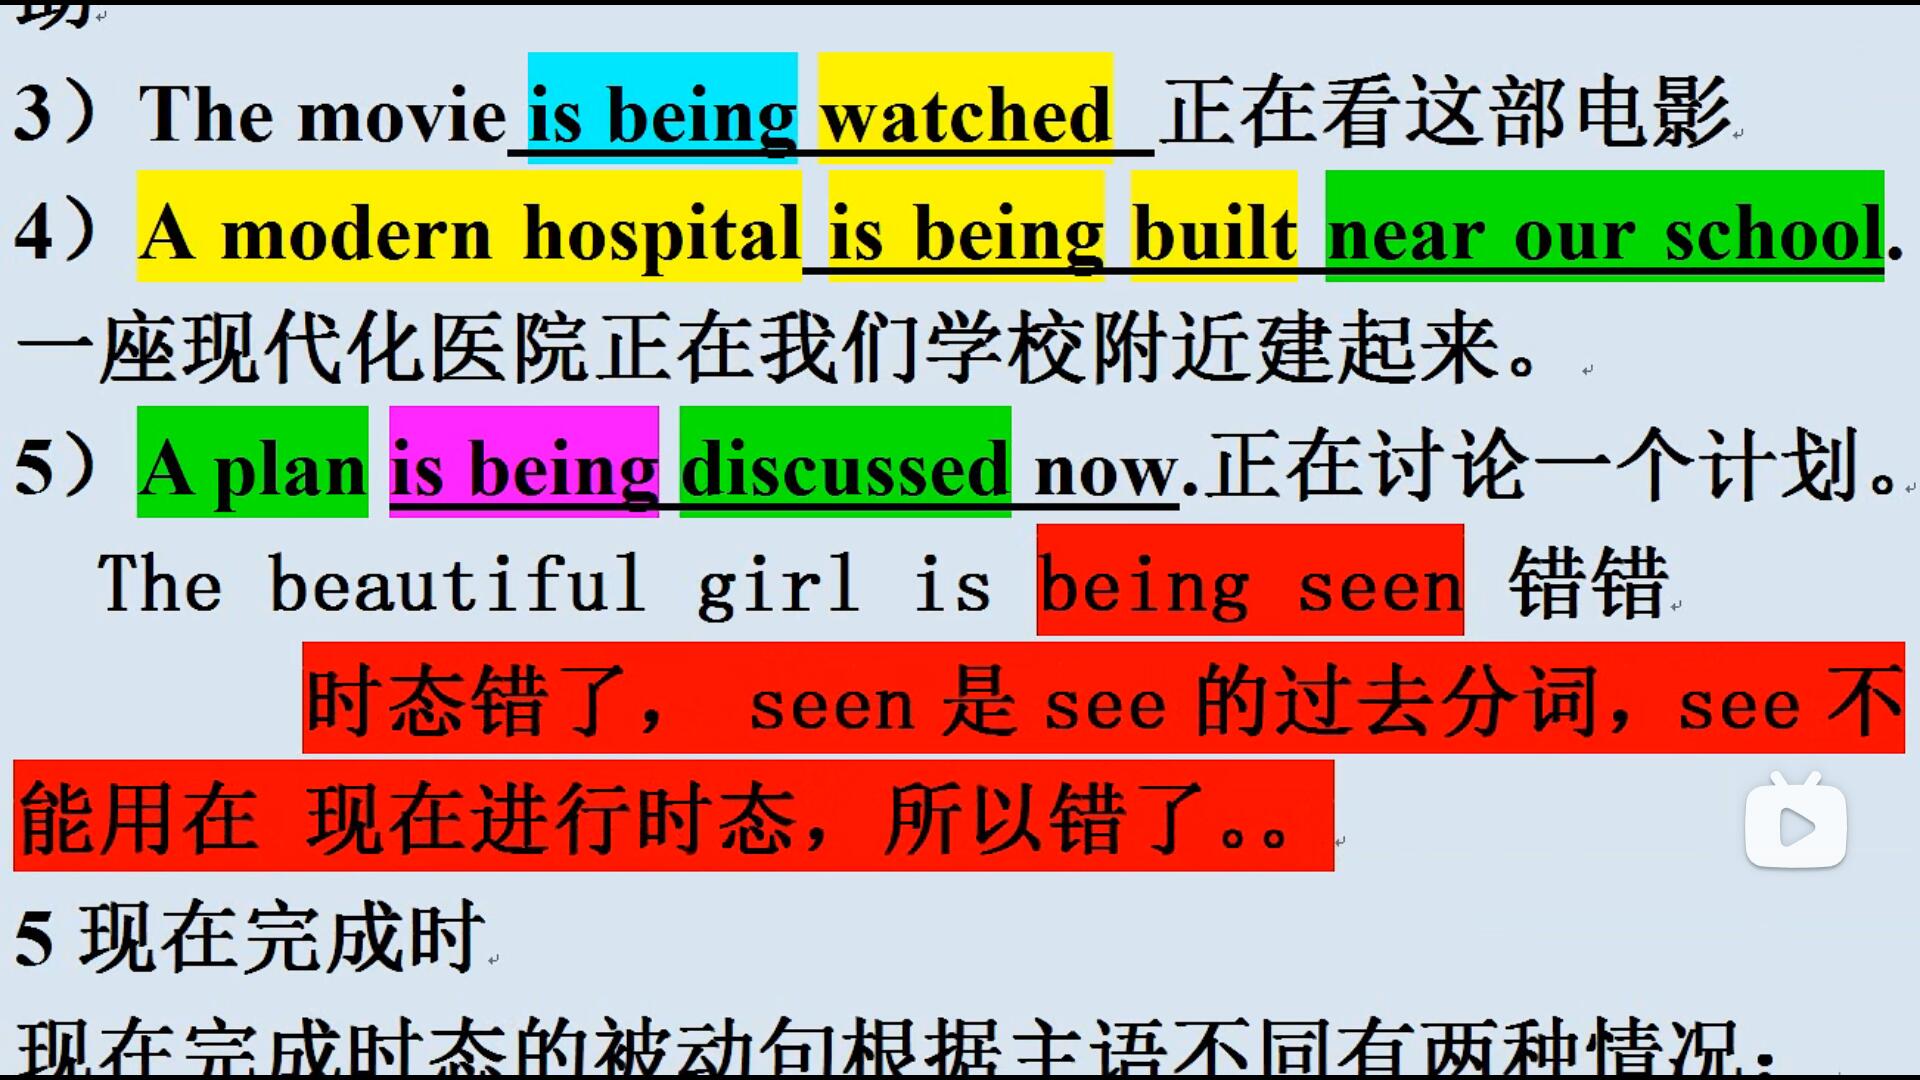 助
3）The movie is being watched 正在看这部电影
4）A modern hospital is being built near our school.
一座现代化医院正在我们学校附近建起来。
5）A plan is being discussed now.正在讨论一个计划。
The beautiful girl is being seen 错错
时态错了， seen 是 see 的过去分词，see 不
能用在 现在进行时态，所以错了。。
5 现在完成时
现在完成时态的被动句根据主语不同有两种情况：